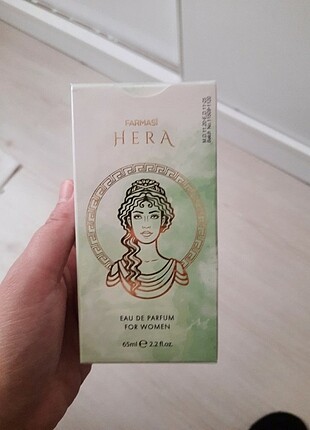 FARMASİ
HERA
EAU DE PARFUM
FOR WOMEN
65ml e 2.2 fl.oz.